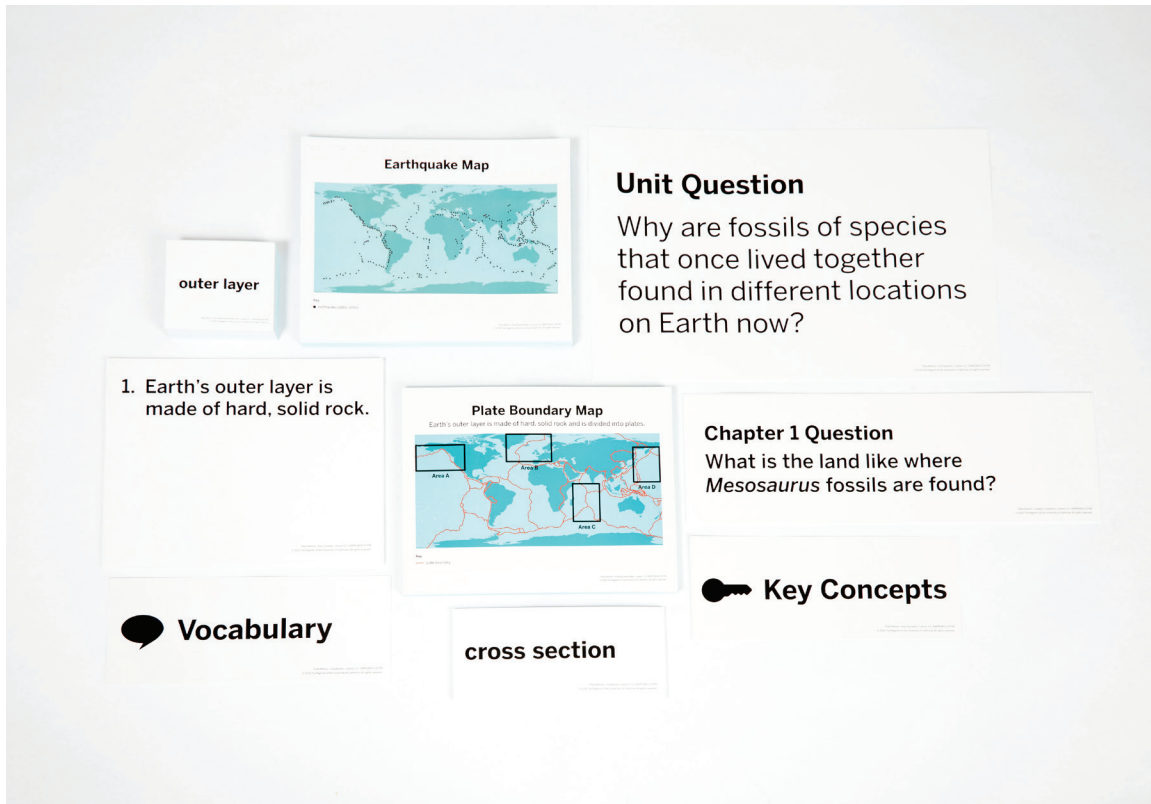 Earthquake Map
Unit Question
Why are fossils of species
that once lived together
found in different locations
on Earth now?
outer layer
1. Earth's outer layer is
made of hard, solid rock.
Plate Boundary Map
Earth's outer layer is made of hard, solid rock and is divided into plates.
Area A
Area B
Area C
Area D
Chapter 1 Question
What is the land like where
Mesosaurus fossils are found?
Vocabulary
cross section
Key Concepts